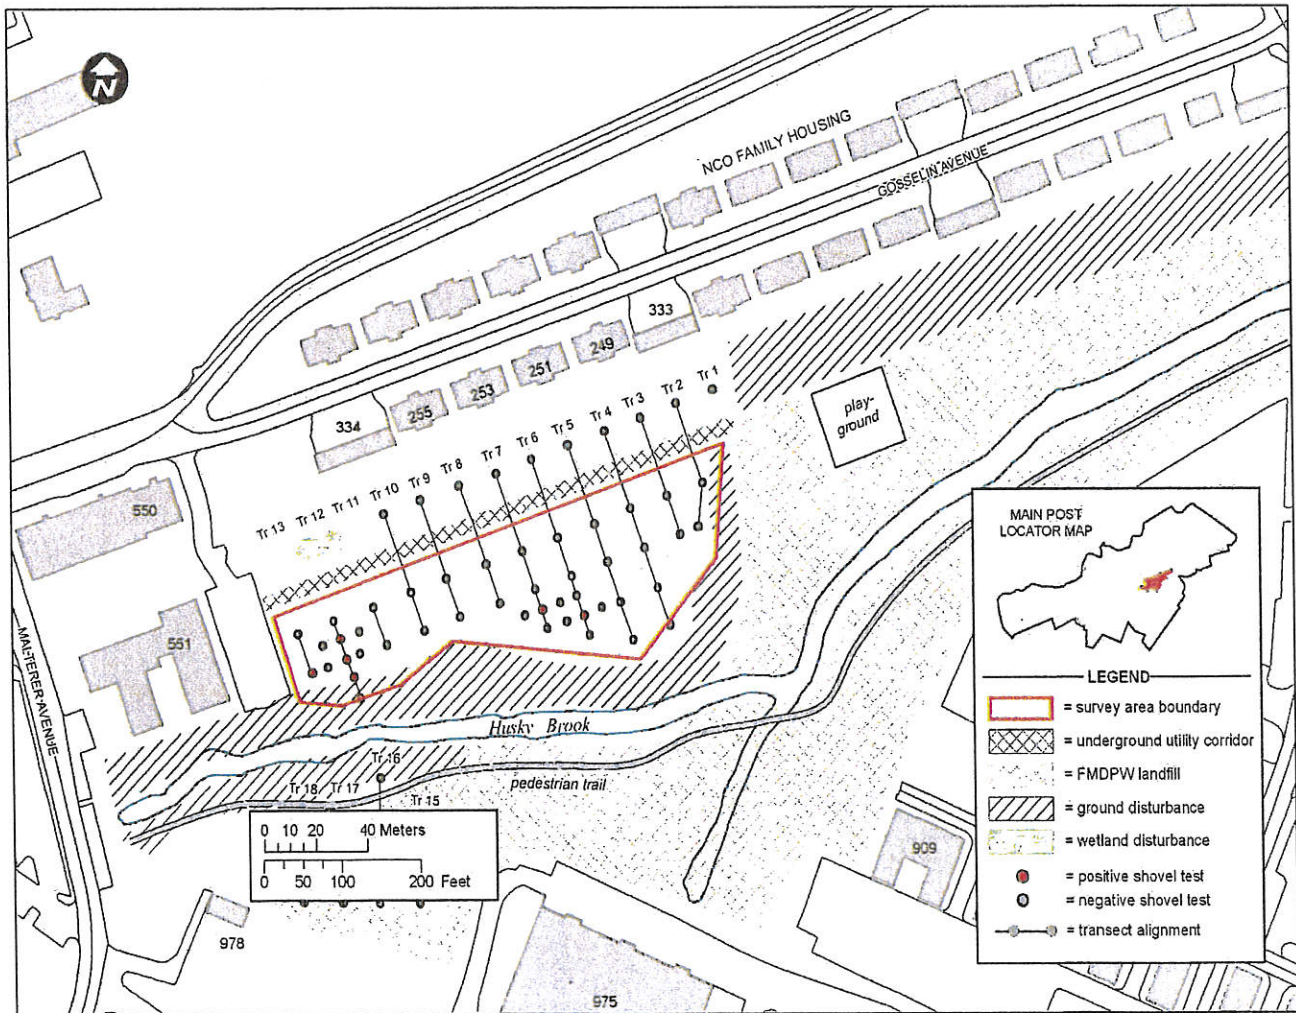 N
NCO FAMILY HOUSING
GOSSELIN AVENUE
333
249
251
253
255
334
play-
ground
Tr 1
Tr 2
Tr 3
Tr 4
Tr 5
Tr 6
Tr 7
Tr 8
Tr 9
Tr 10
Tr 11
Tr 12
Tr 13
550
551
Husky Brook
pedestrian trail
Tr 16
Tr 18
Tr 17
Tr 15
0 10 20 40 Meters
0 50 100 200 Feet
978
975
909
MAIN POST
LOCATOR MAP
LEGEND
= survey area boundary
= underground utility corridor
= FMDPW landfill
= ground disturbance
= wetland disturbance
= positive shovel test
= negative shovel test
= transect alignment